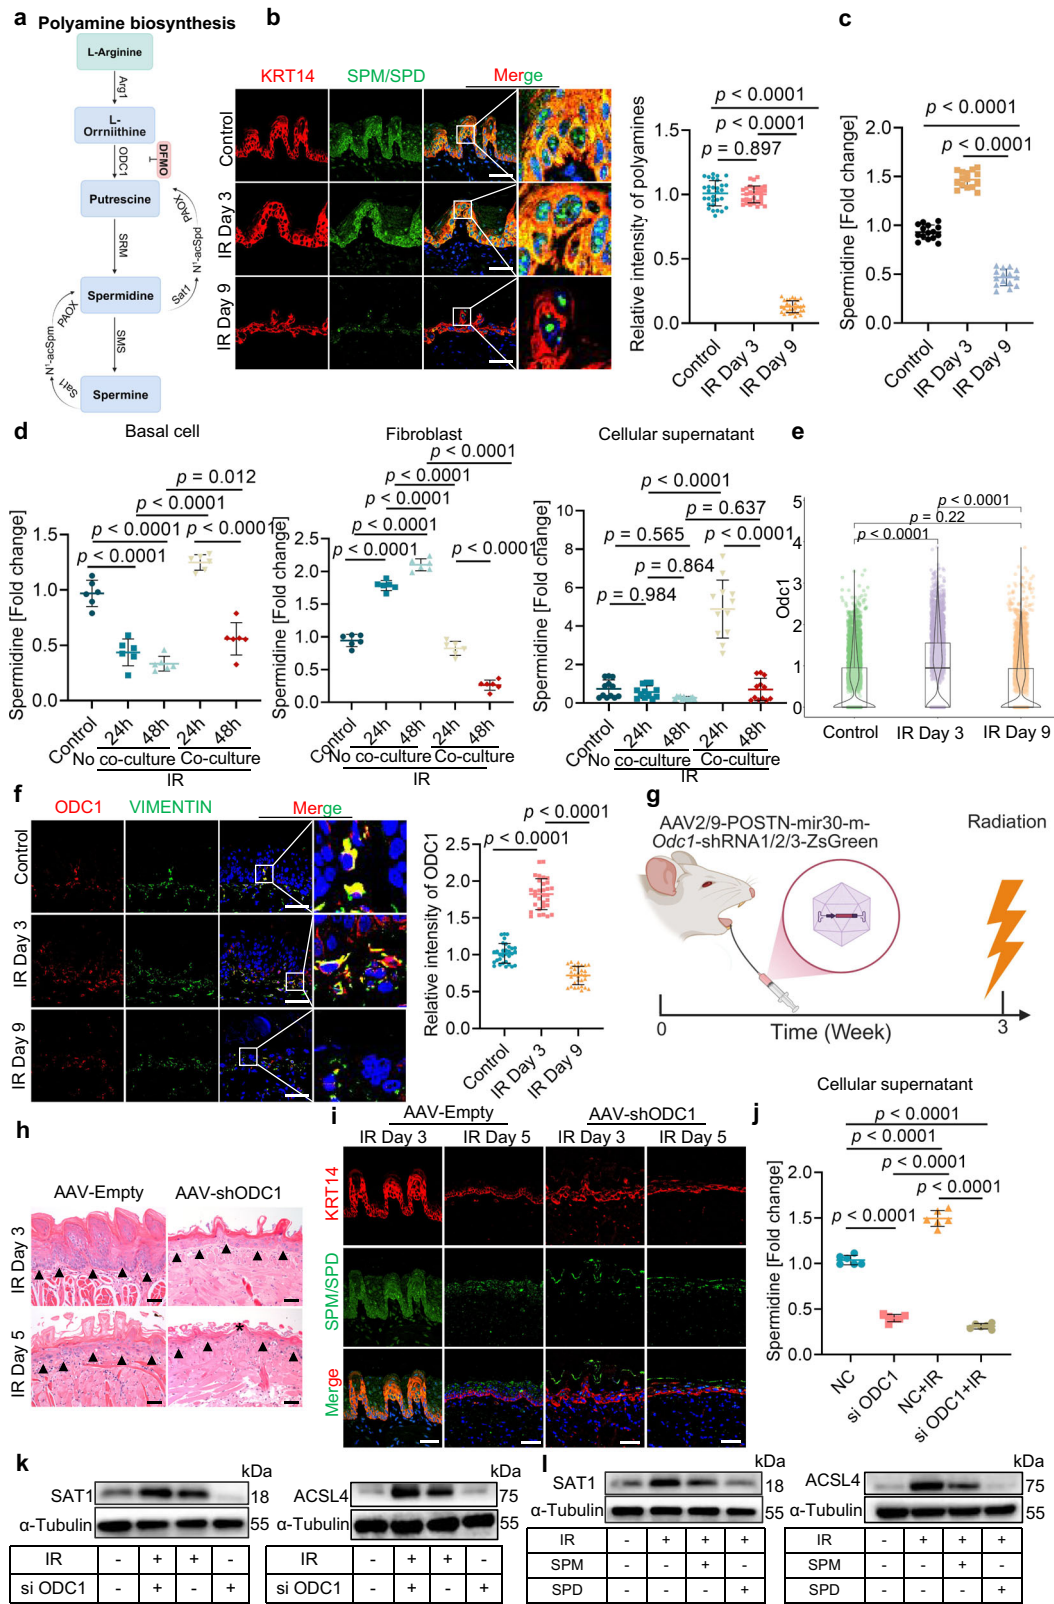 a Polyamine biosynthesis
L-Arginine
Arg1
L-
Orrniithine
ODC1
DFMO
Putrescine
PAOX
SRM
N¹-acSpd
Sat1
Spermidine
PAOX
SMS
N¹-acSpm
Sat1
Spermine
b
KRT14 SPM/SPD Merge
Control
IR Day 3
IR Day 9
Relative intensity of polyamines
p < 0.0001
p < 0.0001
p = 0.897
1.5
1.0
0.5
0.0
Control
IR Day 3
IR Day 9
c
Spermidine [Fold change]
p < 0.0001
p < 0.0001
2.0
1.5
1.0
0.5
0.0
Control
IR Day 3
IR Day 9
d
Basal cell
Spermidine [Fold change]
p = 0.012
p < 0.0001
p < 0.0001
p < 0.0001
p < 0.0001
1.5
1.0
0.5
0.0
Control 24h 48h 24h 48h
No co-culture Co-culture
IR
Fibroblast
Spermidine [Fold change]
p < 0.0001
p < 0.0001
p < 0.0001
p < 0.0001
p < 0.0001
p < 0.0001
2.5
2.0
1.5
1.0
0.5
0.0
Control 24h 48h 24h 48h
No co-culture Co-culture
IR
Cellular supernatant
Spermidine [Fold change]
p < 0.0001
p = 0.637
p = 0.565
p < 0.0001
p = 0.864
p = 0.984
10
8
6
4
2
0
Control 24h 48h 24h 48h
No co-culture Co-culture
IR
e
Odc1
p < 0.0001
p = 0.22
p < 0.0001
5
4
3
2
1
0
Control IR Day 3 IR Day 9
f
ODC1 VIMENTIN Merge
Control
IR Day 3
IR Day 9
Relative intensity of ODC1
p < 0.0001
p < 0.0001
2.5
2.0
1.5
1.0
0.5
0.0
Control
IR Day 3
IR Day 9
g
AAV2/9-POSTN-mir30-m-
Odc1-shRNA1/2/3-ZsGreen
Radiation
0 3
Time (Week)
h
AAV-Empty AAV-shODC1
IR Day 3
IR Day 5
*
i
AAV-Empty AAV-shODC1
IR Day 3 IR Day 5 IR Day 3 IR Day 5
KRT14
SPM/SPD
Merge
j
Cellular supernatant
Spermidine [Fold change]
p < 0.0001
p < 0.0001
p < 0.0001
p < 0.0001
p < 0.0001
2.0
1.5
1.0
0.5
0.0
NC
si ODC1
NC+IR
si ODC1+IR
k
kDa
SAT1 18
α-Tubulin 55
IR - + + -
si ODC1 - + - +
kDa
ACSL4 75
α-Tubulin 55
IR - + + -
si ODC1 - + - +
l
kDa
SAT1 18
α-Tubulin 55
IR - + + +
SPM - - + -
SPD - - - +
kDa
ACSL4 75
α-Tubulin 55
IR - + + +
SPM - - + -
SPD - - - +